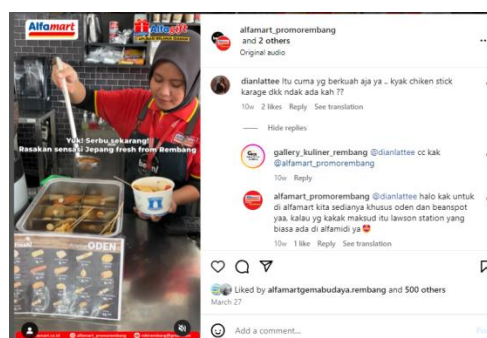 Alfamart
Alfagift
Yuk! Serbu sekarang!
Rasakan sensasi Jepang fresh from Rembang
ODEN
alfamart_promorembang
and 2 others
Original audio
dianlattee Itu cuma yg berkuah aja ya .. kyak chiken stick
karage dkk ndak ada kah ??
10w 2 likes Reply See translation
Hide replies
gallery_kuliner_rembang @dianlattee cc kak
@alfamart_promorembang
10w Reply
alfamart_promorembang @dianlattee halo kak untuk
di alfamart kita sedianya khusus oden dan beanspot
yaa. kalau yg kakak maksud itu lawson station yang
biasa ada di alfamidi ya 😍
10w 1 like Reply See translation
Liked by alfamartgemabudaya.rembang and 500 others
March 27
Add a comment...